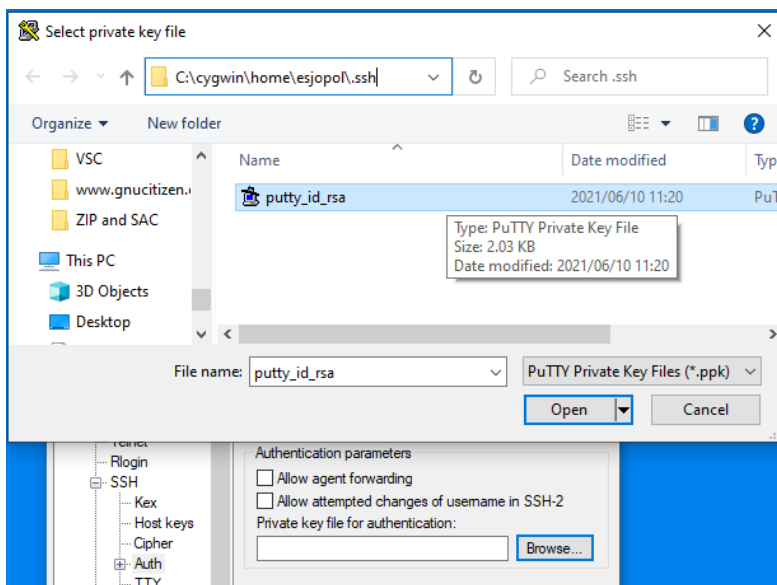 Select private key file
C:\cygwin\home\esjopol\.ssh
Search .ssh
Organize
New folder
VSC
www.gnucitizen.
ZIP and SAC
This PC
3D Objects
Desktop
Name
Date modified
Typ
putty_id_rsa
2021/06/10 11:20
PuT
Type: PuTTY Private Key File
Size: 2.03 KB
Date modified: 2021/06/10 11:20
File name:
putty_id_rsa
PuTTY Private Key Files (*.ppk)
Open
Cancel
Telnet
Rlogin
SSH
Kex
Host keys
Cipher
Auth
TTY
Authentication parameters
Allow agent forwarding
Allow attempted changes of username in SSH-2
Private key file for authentication:
Browse...